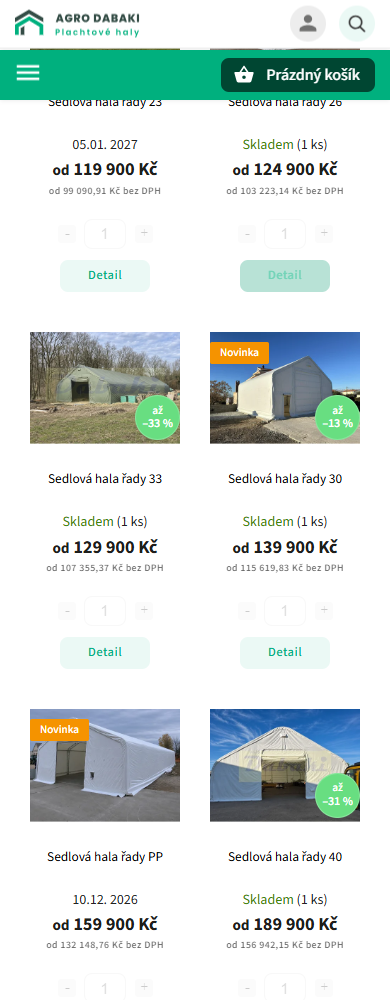 AGRO DABAKI
Plachtové haly
Prázdný košík
Sedlová hala řady 23
Sedlová hala řady 26
05.01. 2027
Skladem (1 ks)
od 119 900 Kč
od 124 900 Kč
od 99 090,91 Kč bez DPH
od 103 223,14 Kč bez DPH
- 1 +
- 1 +
Detail
Detail
Novinka
až
–33 %
až
–13 %
Sedlová hala řady 33
Sedlová hala řady 30
Skladem (1 ks)
Skladem (1 ks)
od 129 900 Kč
od 139 900 Kč
od 107 355,37 Kč bez DPH
od 115 619,83 Kč bez DPH
- 1 +
- 1 +
Detail
Detail
Novinka
až
–31 %
Sedlová hala řady PP
Sedlová hala řady 40
10.12. 2026
Skladem (1 ks)
od 159 900 Kč
od 189 900 Kč
od 132 148,76 Kč bez DPH
od 156 942,15 Kč bez DPH
- 1 +
- 1 +